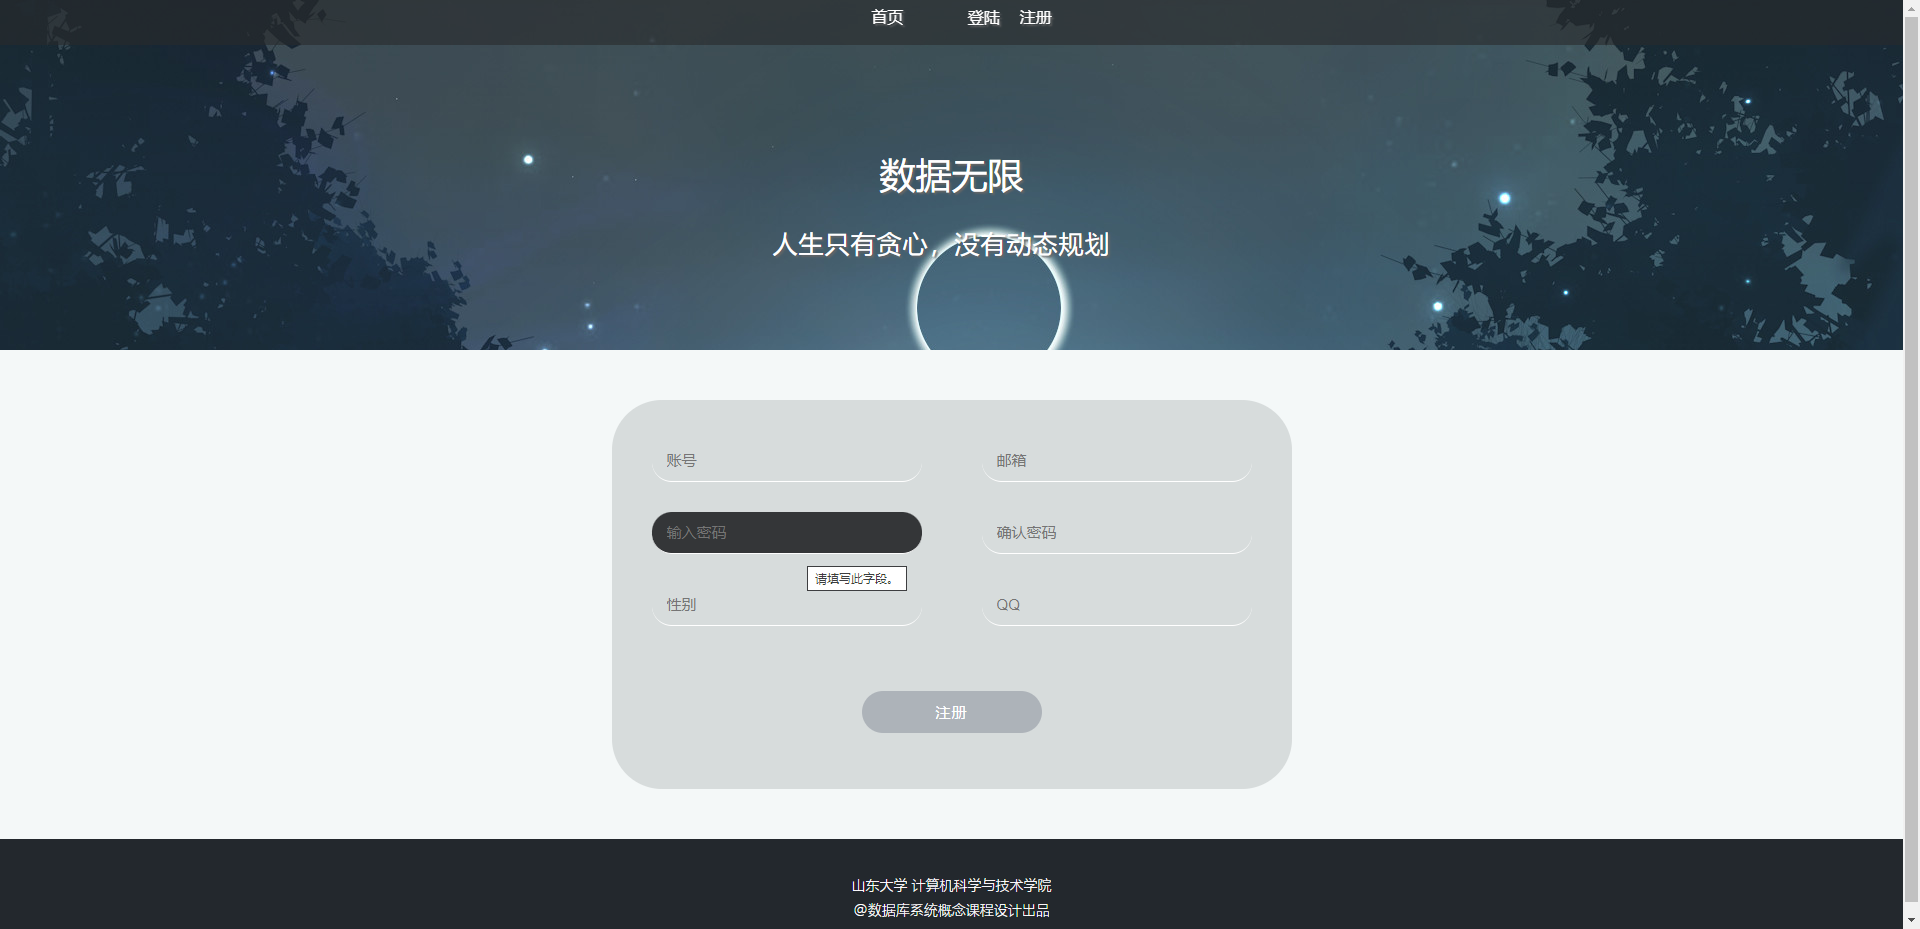 首页 登陆 注册
数据无限
人生只有贪心，没有动态规划
账号 邮箱
输入密码 确认密码
请填写此字段。
性别 QQ
注册
山东大学 计算机科学与技术学院
@数据库系统概念课程设计出品